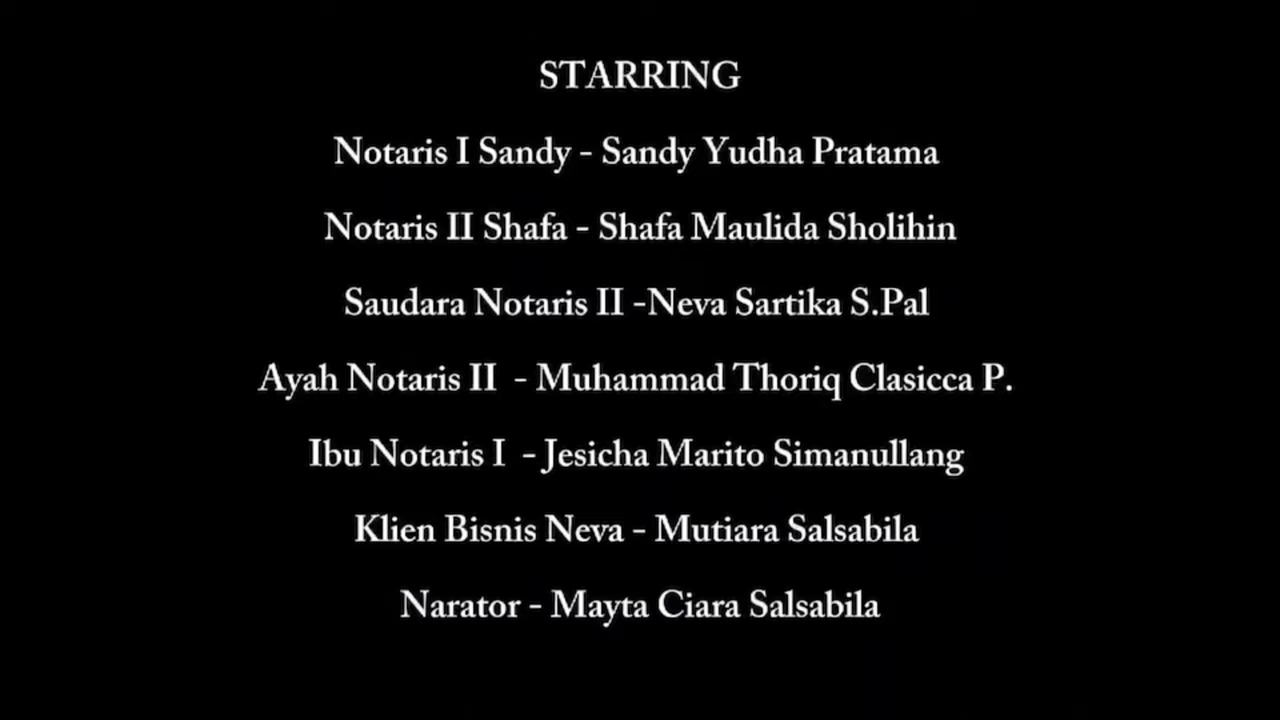 STARRING
Notaris I Sandy - Sandy Yudha Pratama
Notaris II Shafa - Shafa Maulida Sholihin
Saudara Notaris II -Neva Sartika S.Pal
Ayah Notaris II  - Muhammad Thoriq Clasicca P.
Ibu Notaris I  - Jesicha Marito Simanullang
Klien Bisnis Neva - Mutiara Salsabila
Narator - Mayta Ciara Salsabila